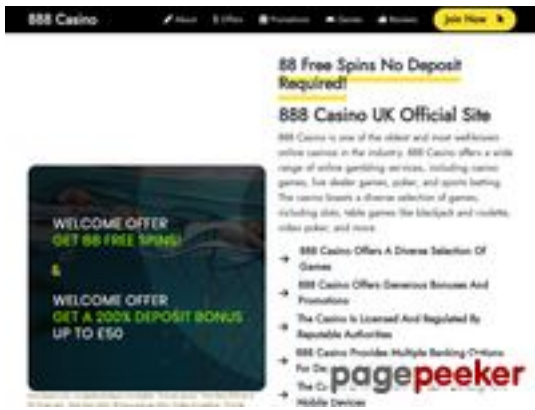 888 Casino
About
Offers
Promotions
Games
Reviews
Join Now
88 Free Spins No Deposit
Required!
888 Casino UK Official Site
888 Casino is one of the oldest and most well-known
online casinos in the industry. 888 Casino offers a wide
range of online gambling services, including casino
games, live dealer games, poker, and sports betting.
The casino boasts a diverse selection of games,
including slots, table games like blackjack and roulette,
video poker, and more.
WELCOME OFFER
GET 88 FREE SPINS!
&
WELCOME OFFER
GET A 200% DEPOSIT BONUS
UP TO £50
888 Casino Offers A Diverse Selection Of
Games
888 Casino Offers Generous Bonuses And
Promotions
The Casino Is Licensed And Regulated By
Reputable Authorities
888 Casino Provides Multiple Banking Options
For
The
Mobile Devices
pagepeeker